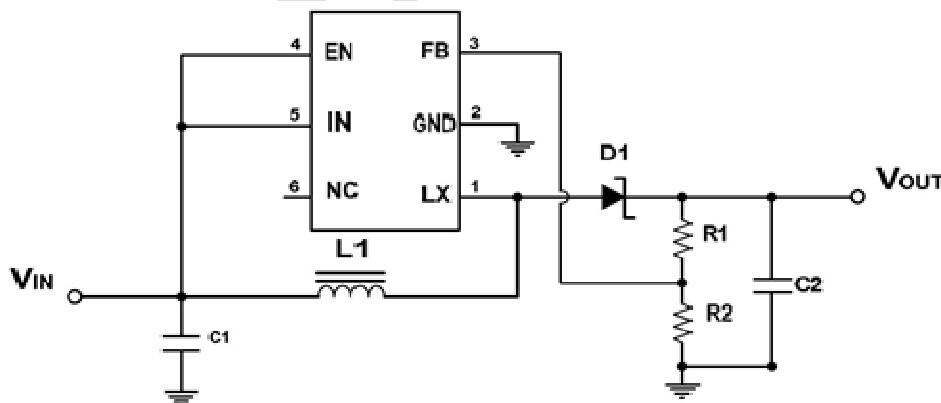 4 EN FB 3
5 IN GND 2
6 NC LX 1
D1
VOUT
L1
R1
VIN
C1
R2
C2